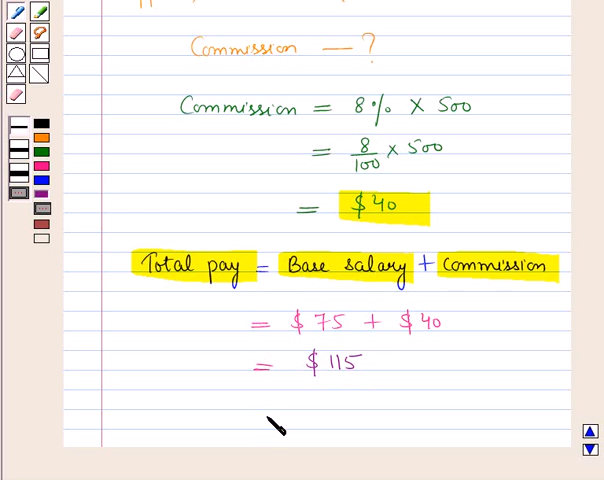 Commission — ?
Commission = 8% × 500
= 8/100 × 500
= $40
Total pay = Base salary + Commission
= $75 + $40
= $115